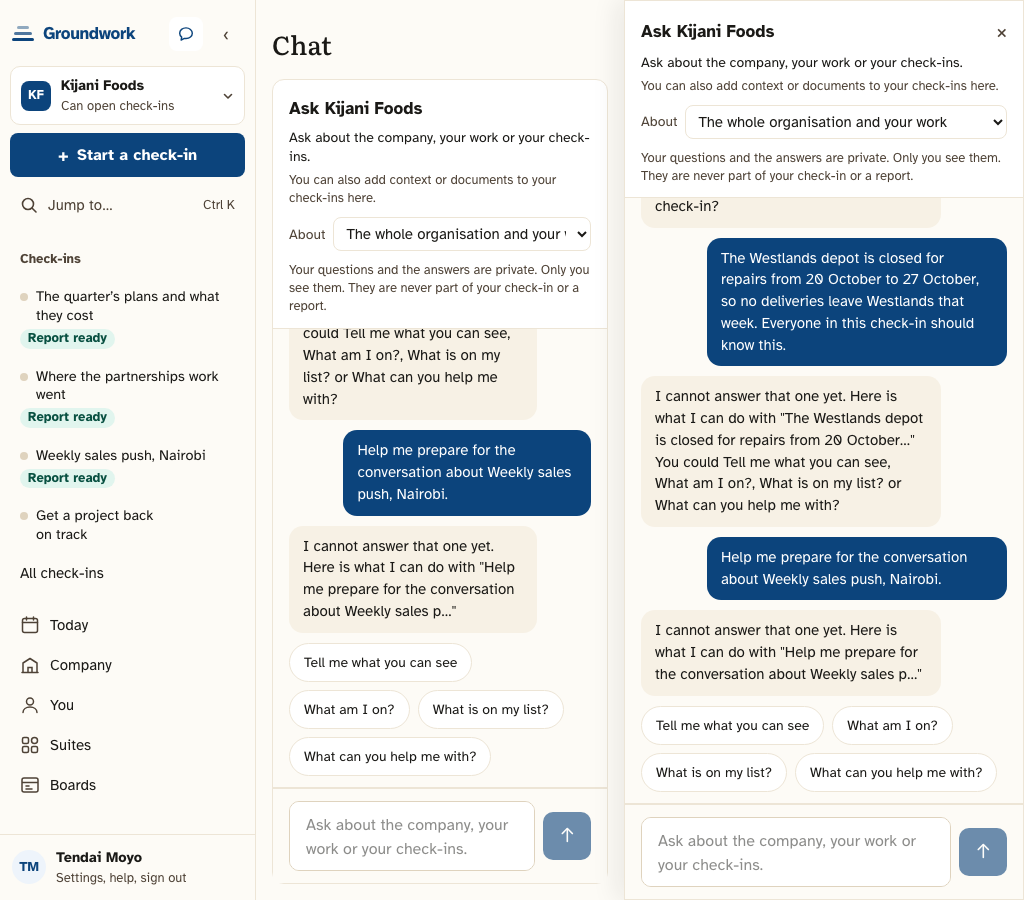 Groundwork
KF
Kijani Foods
Can open check-ins
+ Start a check-in
Jump to...
Ctrl K
Check-ins
The quarter's plans and what
they cost
Report ready
Where the partnerships work
went
Report ready
Weekly sales push, Nairobi
Report ready
Get a project back
on track
All check-ins
Today
Company
You
Suites
Boards
TM
Tendai Moyo
Settings, help, sign out
Chat
Ask Kijani Foods
Ask about the company, your work or your check-
ins.
You can also add context or documents to your
check-ins here.
About
The whole organisation and your
Your questions and the answers are private. Only you
see them. They are never part of your check-in or a
report.
could Tell me what you can see,
What am I on?, What is on my
list? or What can you help me
with?
Help me prepare for the
conversation about Weekly sales
push, Nairobi.
I cannot answer that one yet.
Here is what I can do with "Help
me prepare for the conversation
about Weekly sales p..."
Tell me what you can see
What am I on?
What is on my list?
What can you help me with?
Ask about the company, your
work or your check-ins.
Ask Kijani Foods
×
Ask about the company, your work or your check-ins.
You can also add context or documents to your check-ins here.
About
The whole organisation and your work
Your questions and the answers are private. Only you see them.
They are never part of your check-in or a report.
check-in?
The Westlands depot is closed for
repairs from 20 October to 27 October,
so no deliveries leave Westlands that
week. Everyone in this check-in should
know this.
I cannot answer that one yet. Here is
what I can do with "The Westlands depot
is closed for repairs from 20 October..."
You could Tell me what you can see,
What am I on?, What is on my list? or
What can you help me with?
Help me prepare for the conversation
about Weekly sales push, Nairobi.
I cannot answer that one yet. Here is
what I can do with "Help me prepare for
the conversation about Weekly sales p..."
Tell me what you can see
What am I on?
What is on my list?
What can you help me with?
Ask about the company, your work or
your check-ins.